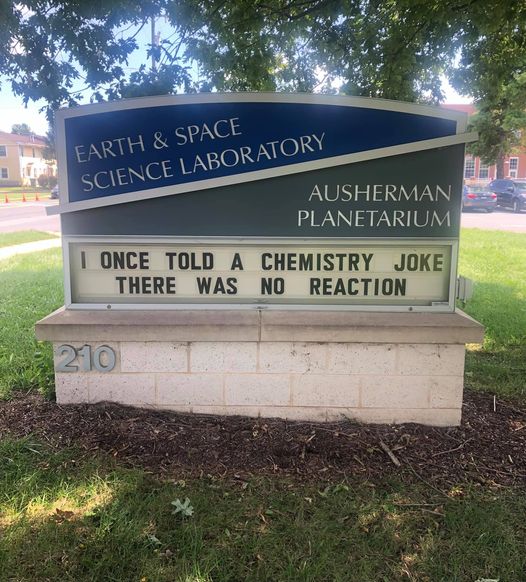 EARTH & SPACE
SCIENCE LABORATORY
AUSHERMAN
PLANETARIUM
I ONCE TOLD A CHEMISTRY JOKE
THERE WAS NO REACTION
210